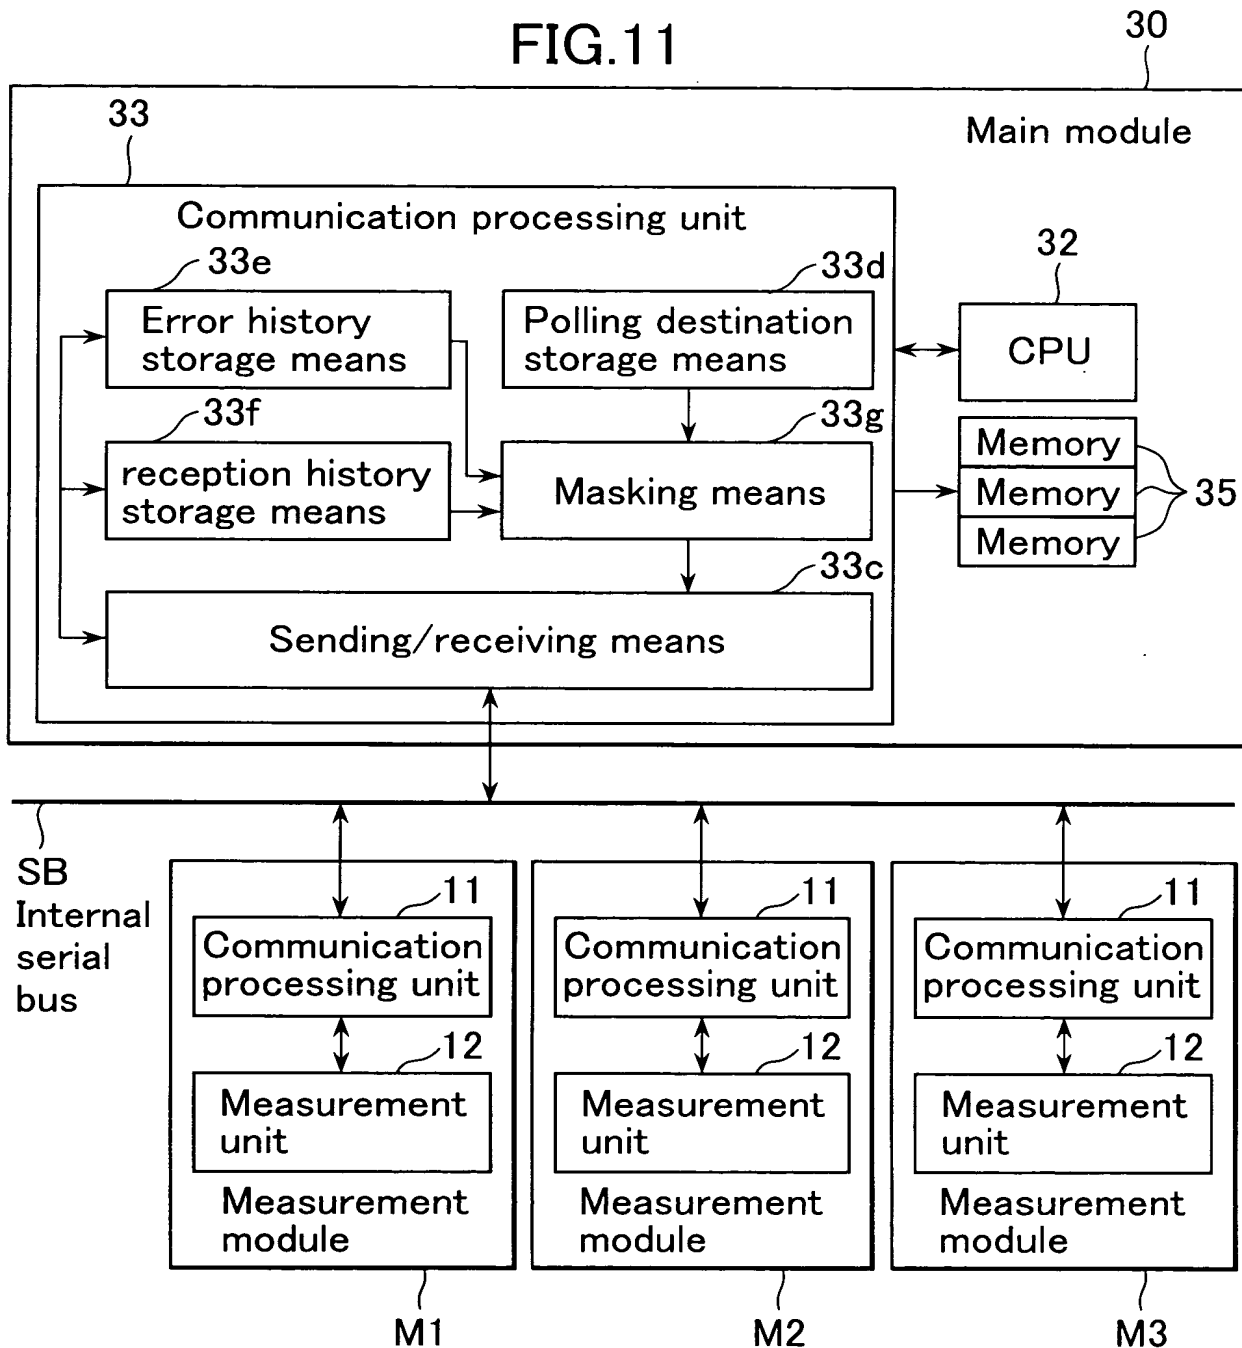 FIG.11
30
33
Main module
Communication processing unit
32
33e
33d
Error history
storage means
Polling destination
storage means
CPU
33f
33g
reception history
storage means
Masking means
Memory
Memory
Memory
35
33c
Sending/receiving means
SB
Internal
serial
bus
11
Communication
processing unit
12
Measurement
unit
Measurement
module
M1
11
Communication
processing unit
12
Measurement
unit
Measurement
module
M2
11
Communication
processing unit
12
Measurement
unit
Measurement
module
M3